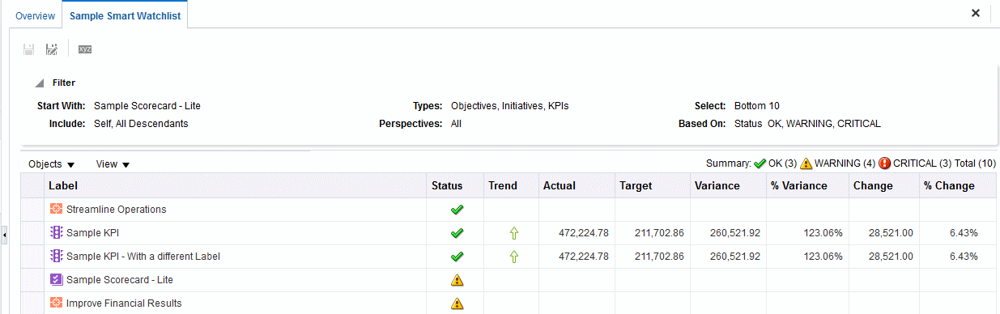 Overview Sample Smart Watchlist
xyz
Filter
Start With: Sample Scorecard - Lite Types: Objectives, Initiatives, KPIs Select: Bottom 10
Include: Self, All Descendants Perspectives: All Based On: Status OK, WARNING, CRITICAL
Objects View Summary: OK (3) WARNING (4) CRITICAL (3) Total (10)
Label Status Trend Actual Target Variance % Variance Change % Change
Streamline Operations
Sample KPI 472,224.78 211,702.86 260,521.92 123.06% 28,521.00 6.43%
Sample KPI - With a different Label 472,224.78 211,702.86 260,521.92 123.06% 28,521.00 6.43%
Sample Scorecard - Lite
Improve Financial Results